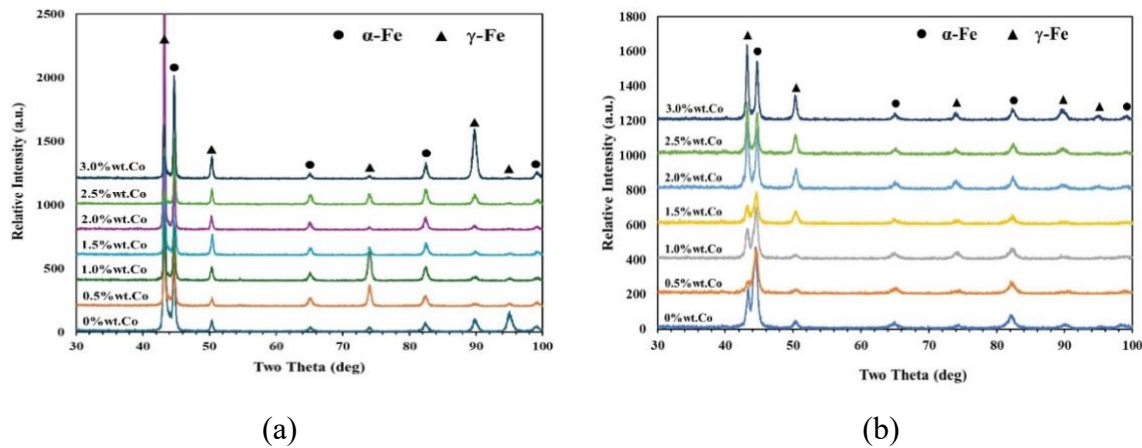 (a)
2500
2000
1500
1000
500
0
Relative Intensity (a.u.)
● α-Fe ▲ γ-Fe
3.0%wt.Co
2.5%wt.Co
2.0%wt.Co
1.5%wt.Co
1.0%wt.Co
0.5%wt.Co
0%wt.Co
30 40 50 60 70 80 90 100
Two Theta (deg)
(a)
(b)
1800
1600
1400
1200
1000
800
600
400
200
0
Relative Intensity (a.u.)
● α-Fe ▲ γ-Fe
3.0%wt.Co
2.5%wt.Co
2.0%wt.Co
1.5%wt.Co
1.0%wt.Co
0.5%wt.Co
0%wt.Co
30 40 50 60 70 80 90 100
Two Theta (deg)
(b)